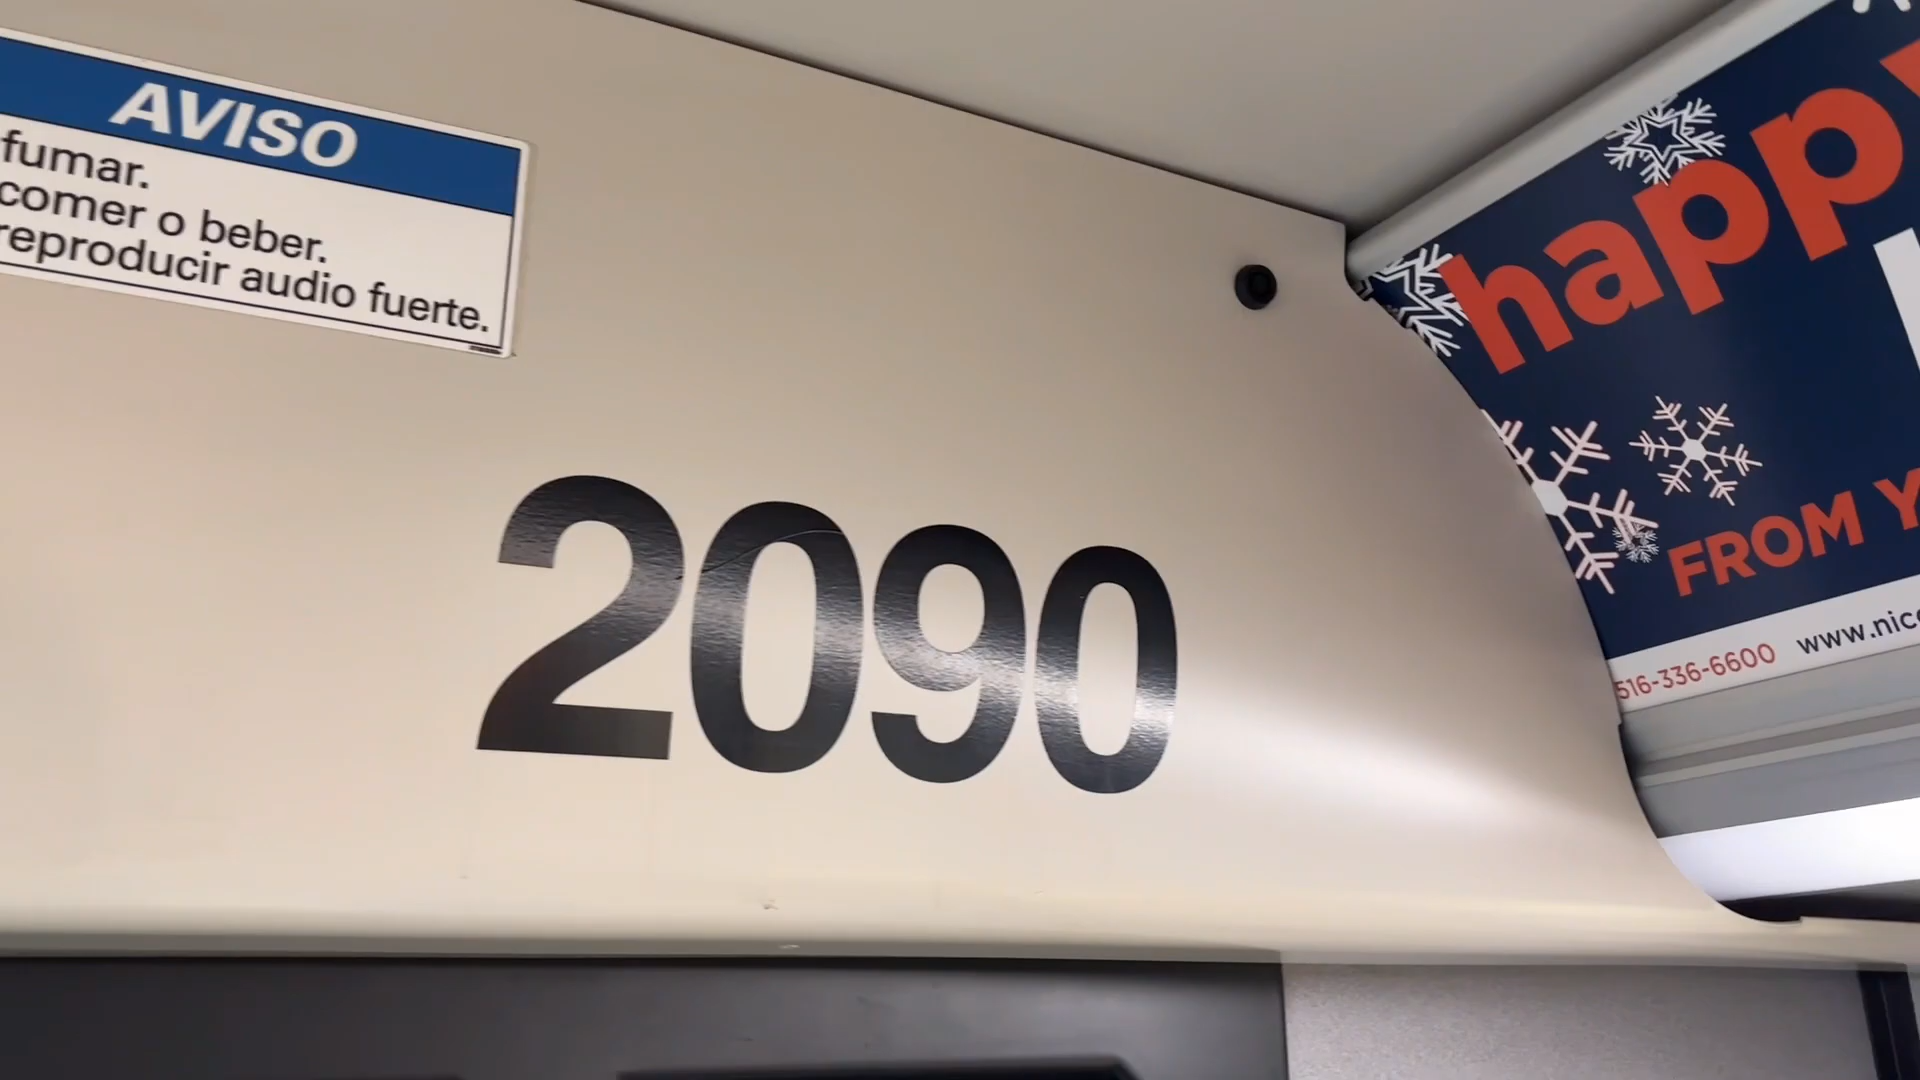 AVISO
fumar.
comer o beber.
reproducir audio fuerte.
2090
happ
FROM Y
516-336-6600 www.nic